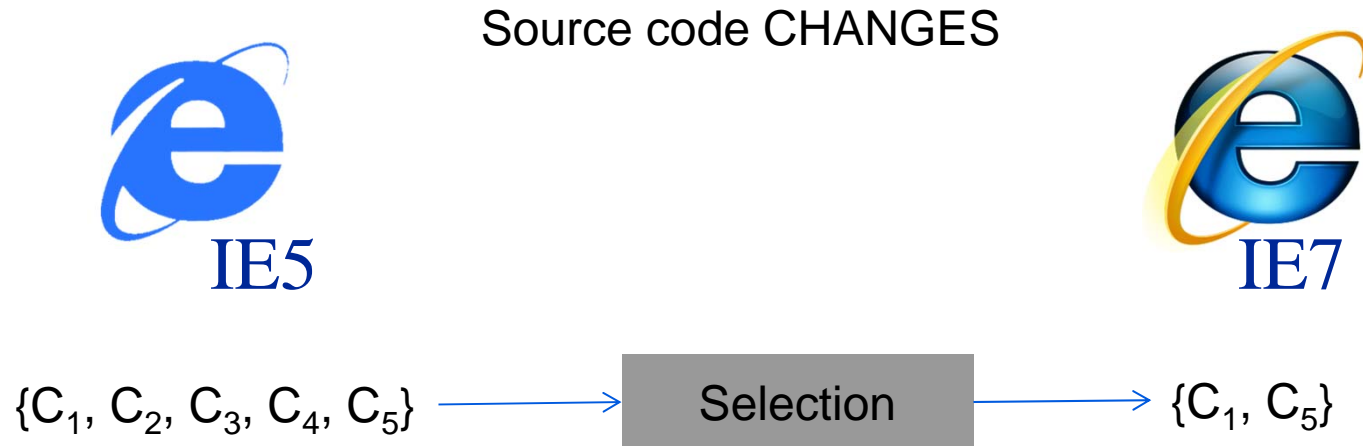 Source code CHANGES
IE5
IE7
{C₁, C₂, C₃, C₄, C₅}
Selection
{C₁, C₅}